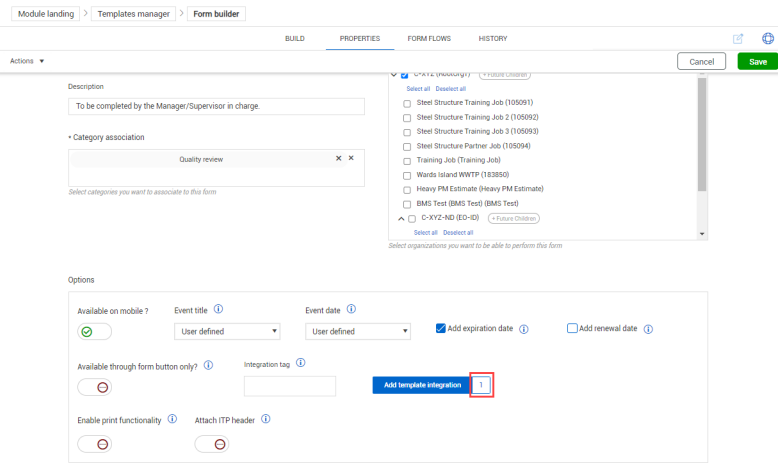 Module landing > Templates manager > Form builder
BUILD PROPERTIES FORM FLOWS HISTORY
Actions
Cancel Save
C-XYZ (RootOrg1) (+ Future Children)
Description
To be completed by the Manager/Supervisor in charge.
Select all Deselect all
Steel Structure Training Job (105091)
Steel Structure Training Job 2 (105092)
Steel Structure Training Job 3 (105093)
Steel Structure Partner Job (105094)
Training Job (Training Job)
Wards Island WWTP (183850)
Heavy PM Estimate (Heavy PM Estimate)
BMS Test (BMS Test) (BMS Test)
C-XYZ-ND (EO-ID) + Future Children
Select all Deselect all
* Category association
Quality review
Select categories you want to associate to this form
Select organizations you want to be able to perform this form
Options
Available on mobile ? Event title Event date
User defined User defined Add expiration date Add renewal date
Available through form button only? Integration tag
Add template integration 1
Enable print functionality Attach ITP header